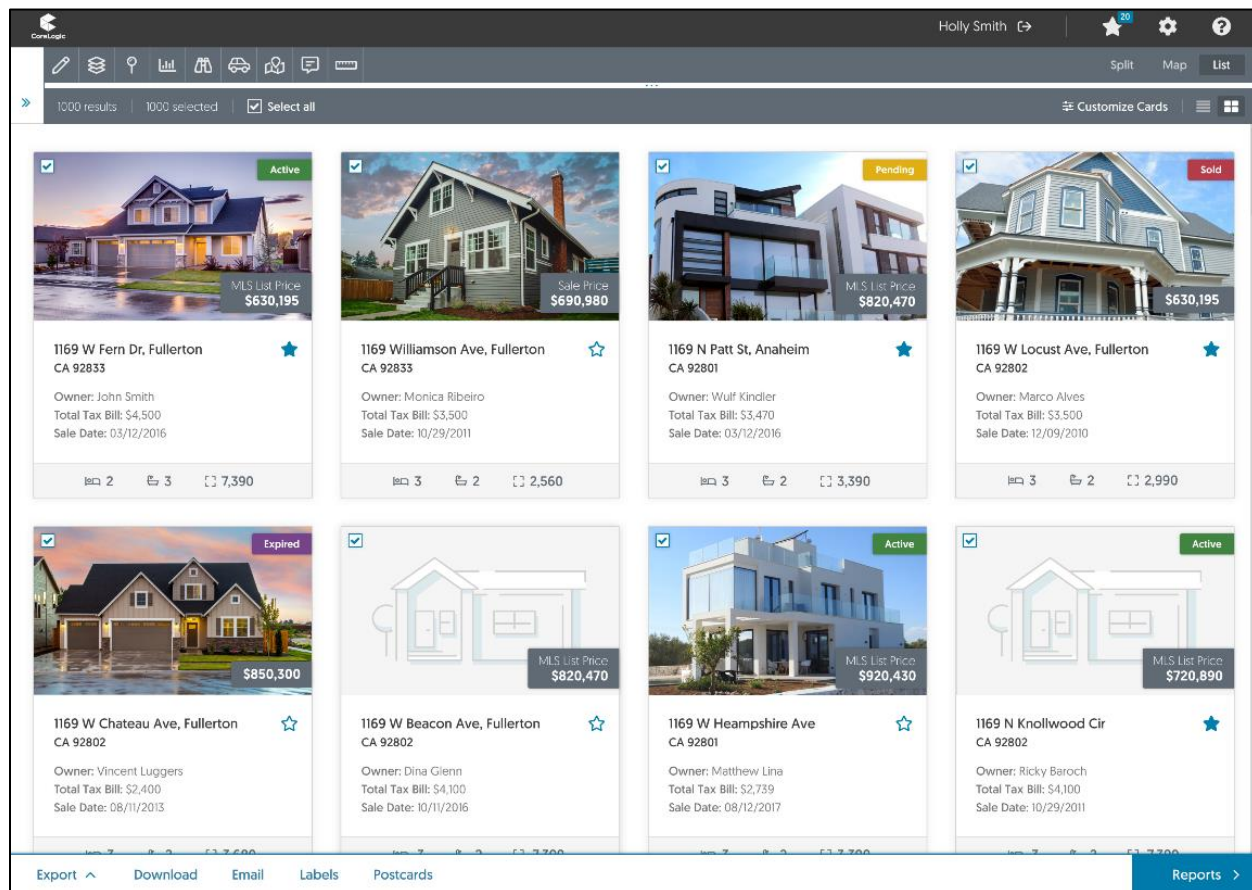 CoreLogic
Holly Smith
20
Split Map List
1000 results 1000 selected Select all
Customize Cards
Active
MLS List Price
$630,195
1169 W Fern Dr, Fullerton
CA 92833
Owner: John Smith
Total Tax Bill: $4,500
Sale Date: 03/12/2016
2 3 7,390
Sale Price
$690,980
1169 Williamson Ave, Fullerton
CA 92833
Owner: Monica Ribeiro
Total Tax Bill: $3,500
Sale Date: 10/29/2011
3 2 2,560
Pending
MLS List Price
$820,470
1169 N Patt St, Anaheim
CA 92801
Owner: Wulf Kindler
Total Tax Bill: $3,470
Sale Date: 03/12/2016
3 2 3,390
Sold
$630,195
1169 W Locust Ave, Fullerton
CA 92802
Owner: Marco Alves
Total Tax Bill: $3,500
Sale Date: 12/09/2010
3 2 2,990
Expired
$850,300
1169 W Chateau Ave, Fullerton
CA 92802
Owner: Vincent Luggers
Total Tax Bill: $2,400
Sale Date: 08/11/2013
MLS List Price
$820,470
1169 W Beacon Ave, Fullerton
CA 92802
Owner: Dina Glenn
Total Tax Bill: $4,100
Sale Date: 10/11/2016
Active
MLS List Price
$920,430
1169 W Heampshire Ave
CA 92801
Owner: Matthew Lina
Total Tax Bill: $2,739
Sale Date: 08/12/2017
Active
MLS List Price
$720,890
1169 N Knollwood Cir
CA 92802
Owner: Ricky Baroch
Total Tax Bill: $4,100
Sale Date: 10/29/2011
Export Download Email Labels Postcards
Reports